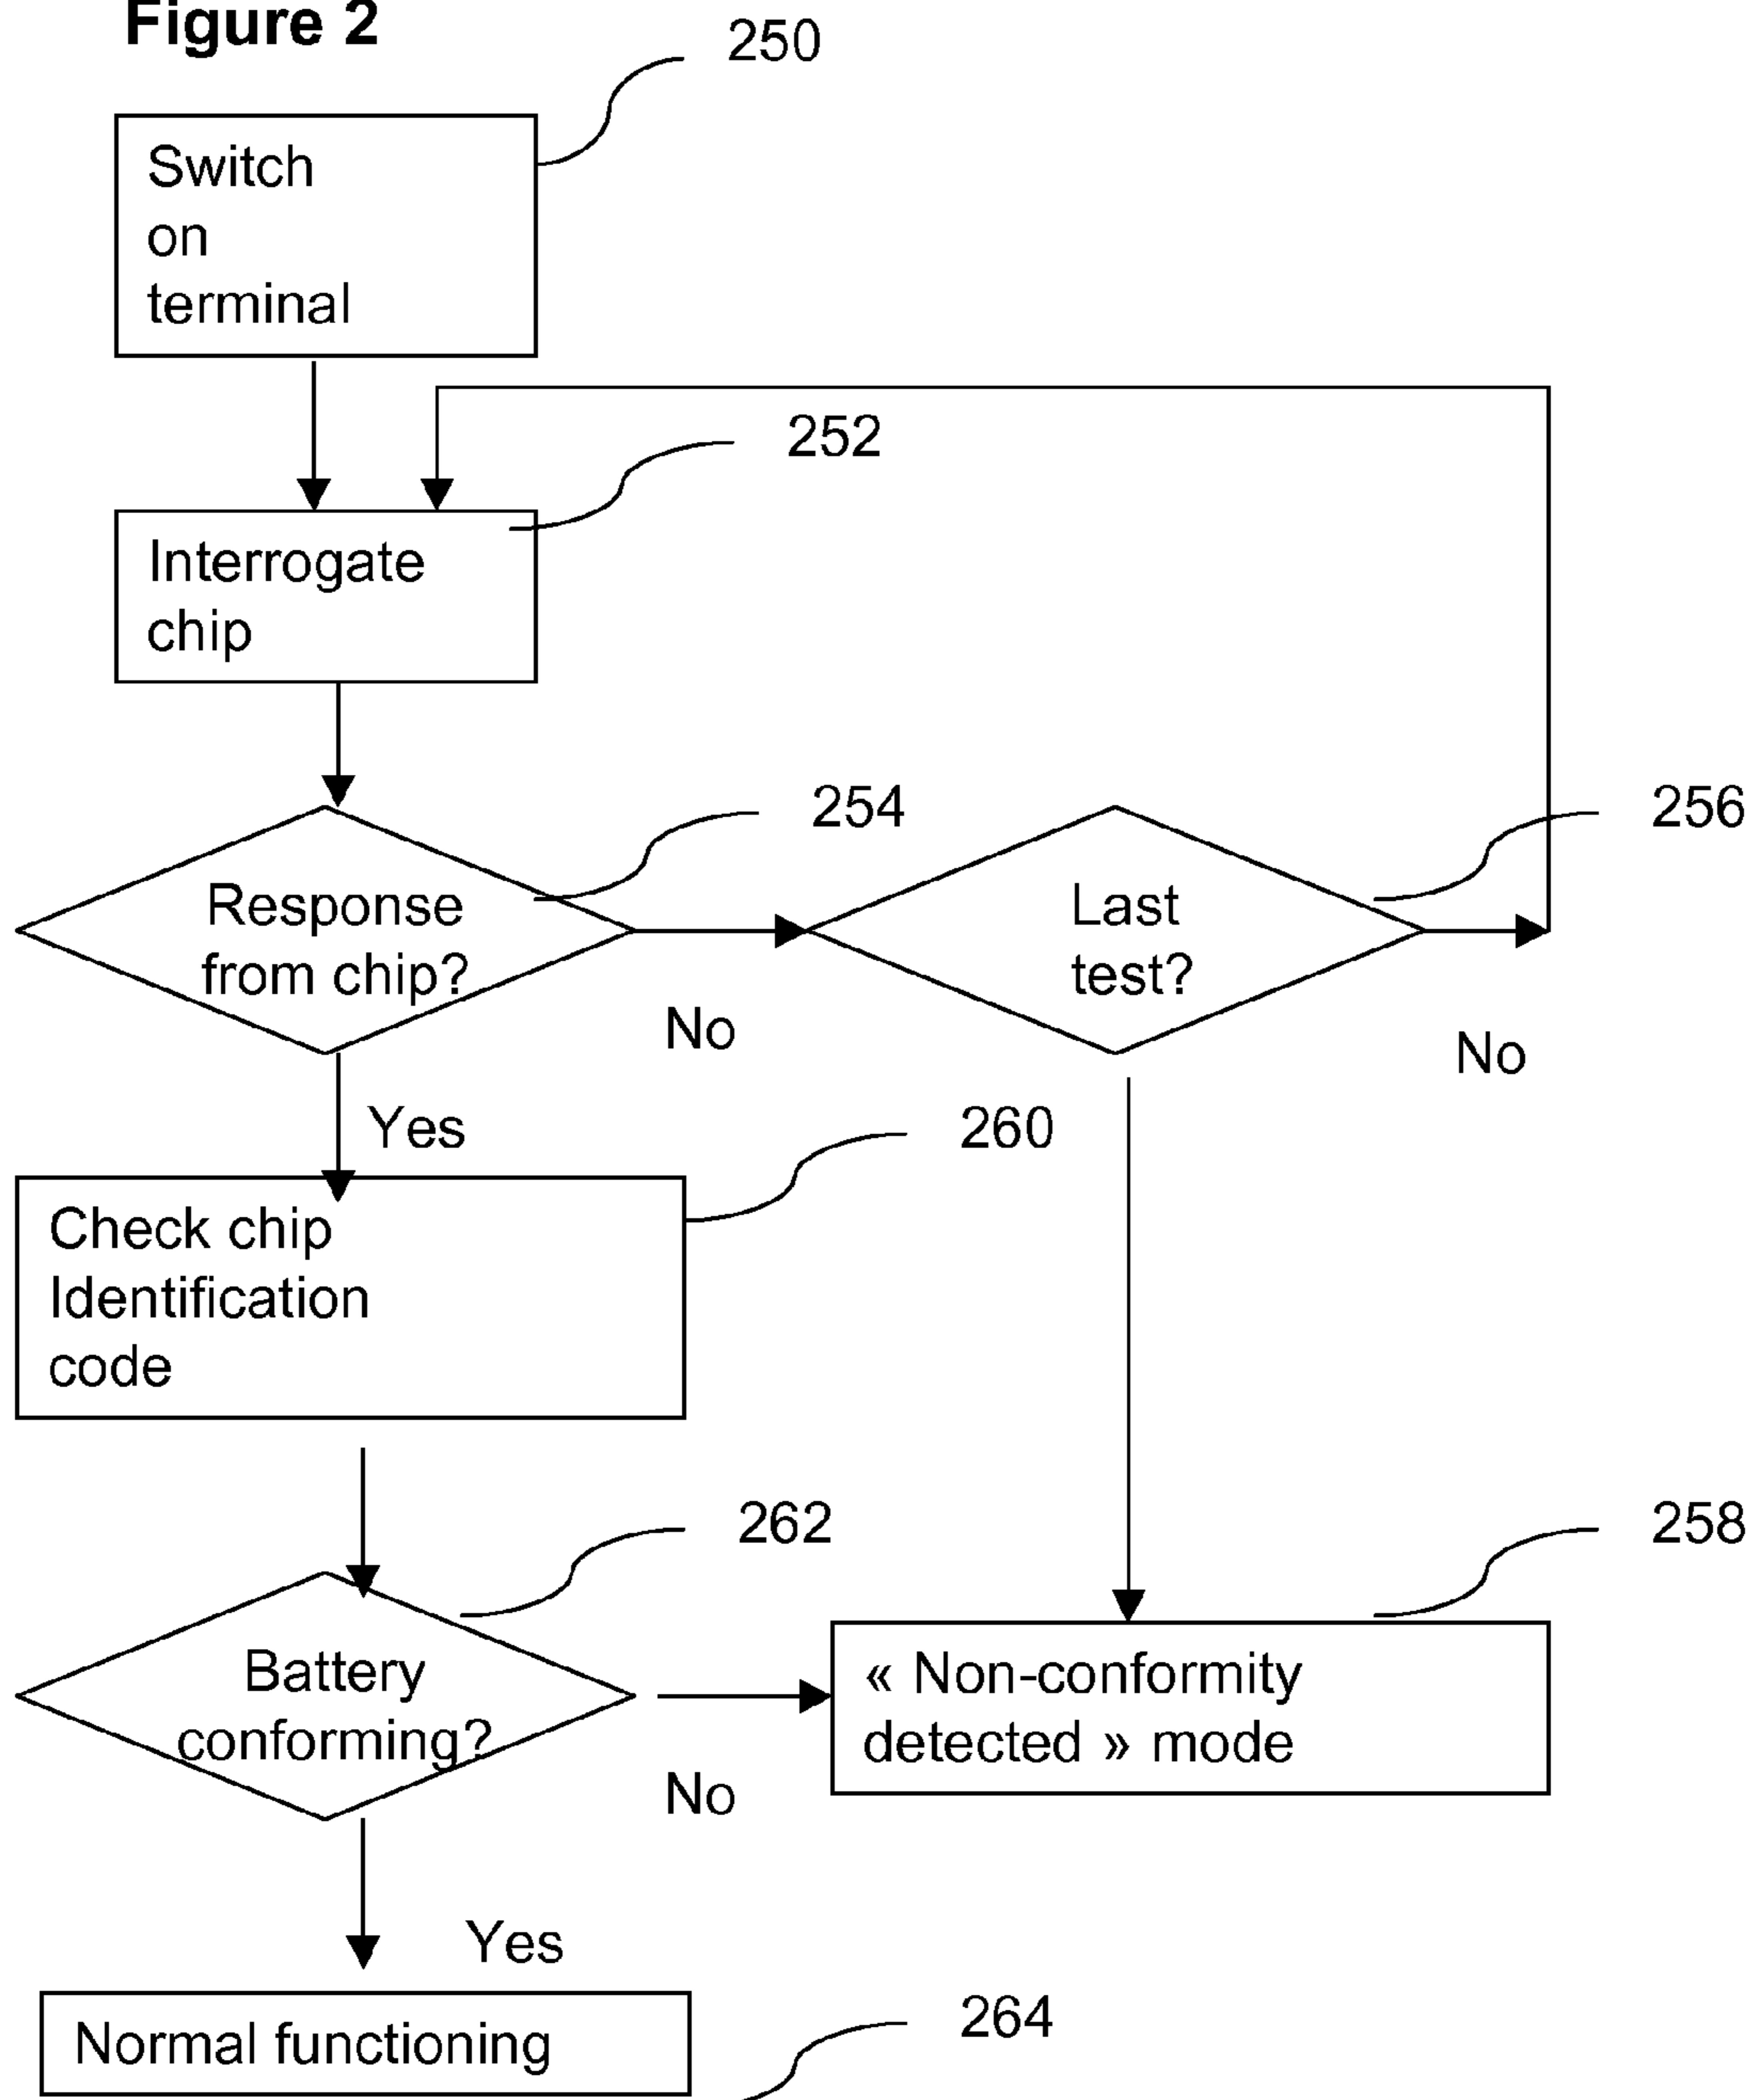 Figure 2
250
Switch
on
terminal
252
Interrogate
chip
254
256
Response
from chip?
Last
test?
No
No
Yes
260
Check chip
Identification
code
262
258
Battery
conforming?
« Non-conformity
detected » mode
No
Yes
264
Normal functioning